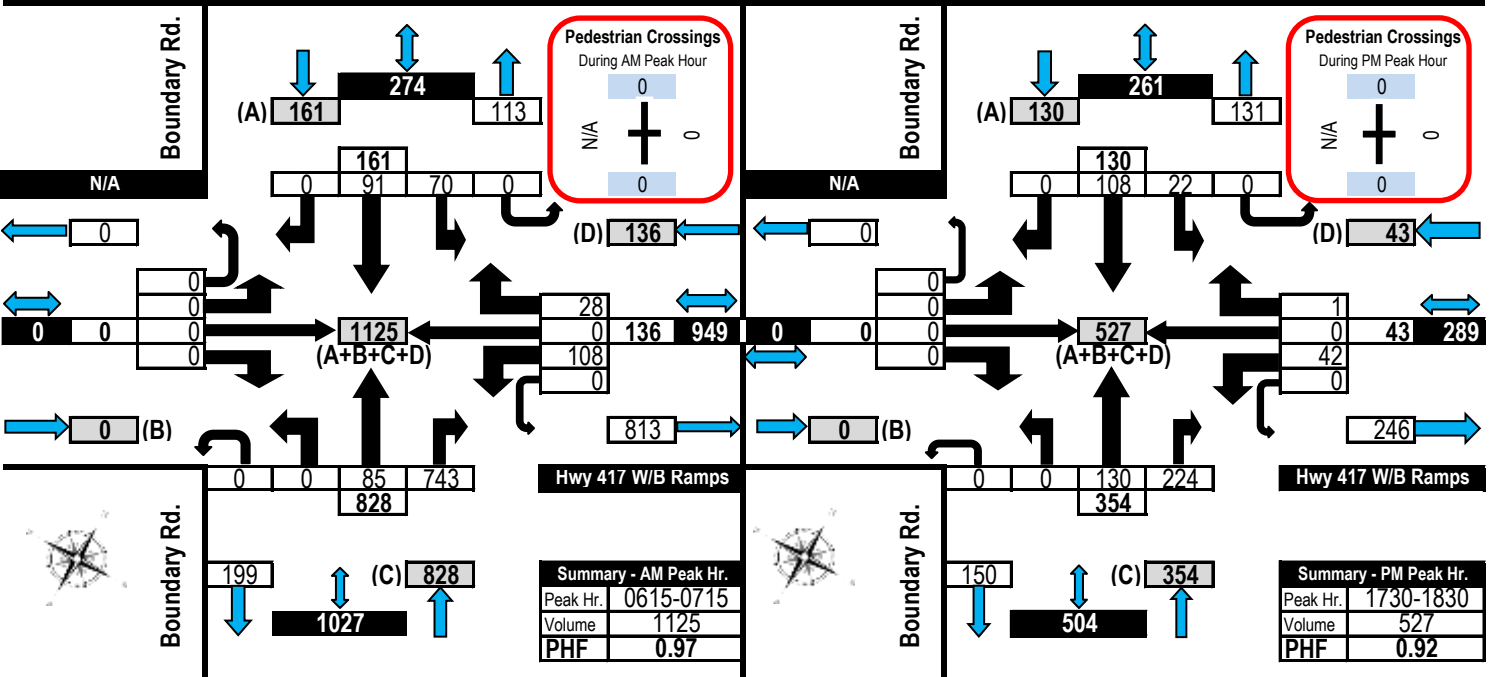 Boundary Rd.
N/A
(A) 161
274
113
Pedestrian Crossings
During AM Peak Hour
0
N/A
0
0
161
0 91 70 0
0
(D) 136
0
0
0
0
0 0
1125
(A+B+C+D)
28
0
108
0
136 949
0 (B)
813
0 0 85 743
828
Hwy 417 W/B Ramps
Boundary Rd.
199
1027
(C) 828
Summary - AM Peak Hr.
Peak Hr. 0615-0715
Volume 1125
PHF 0.97
Boundary Rd.
N/A
(A) 130
261
131
Pedestrian Crossings
During PM Peak Hour
0
N/A
0
0
130
0 108 22 0
0
(D) 43
0
0
0
0
0 0
527
(A+B+C+D)
1
0
42
0
43 289
0 (B)
246
0 0 130 224
354
Hwy 417 W/B Ramps
Boundary Rd.
150
504
(C) 354
Summary - PM Peak Hr.
Peak Hr. 1730-1830
Volume 527
PHF 0.92